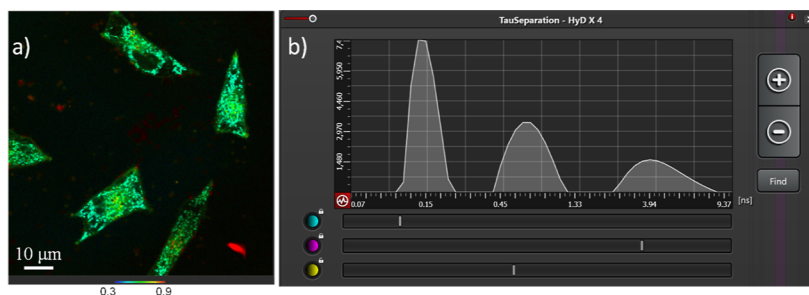 a)
10 μm
0.3 0.9
b)
TauSeparation - HyD X 4
7,4
5,950
4,460
2,970
1,480
0.07 0.15 0.45 1.33 3.94 9.37 [ns]
Find